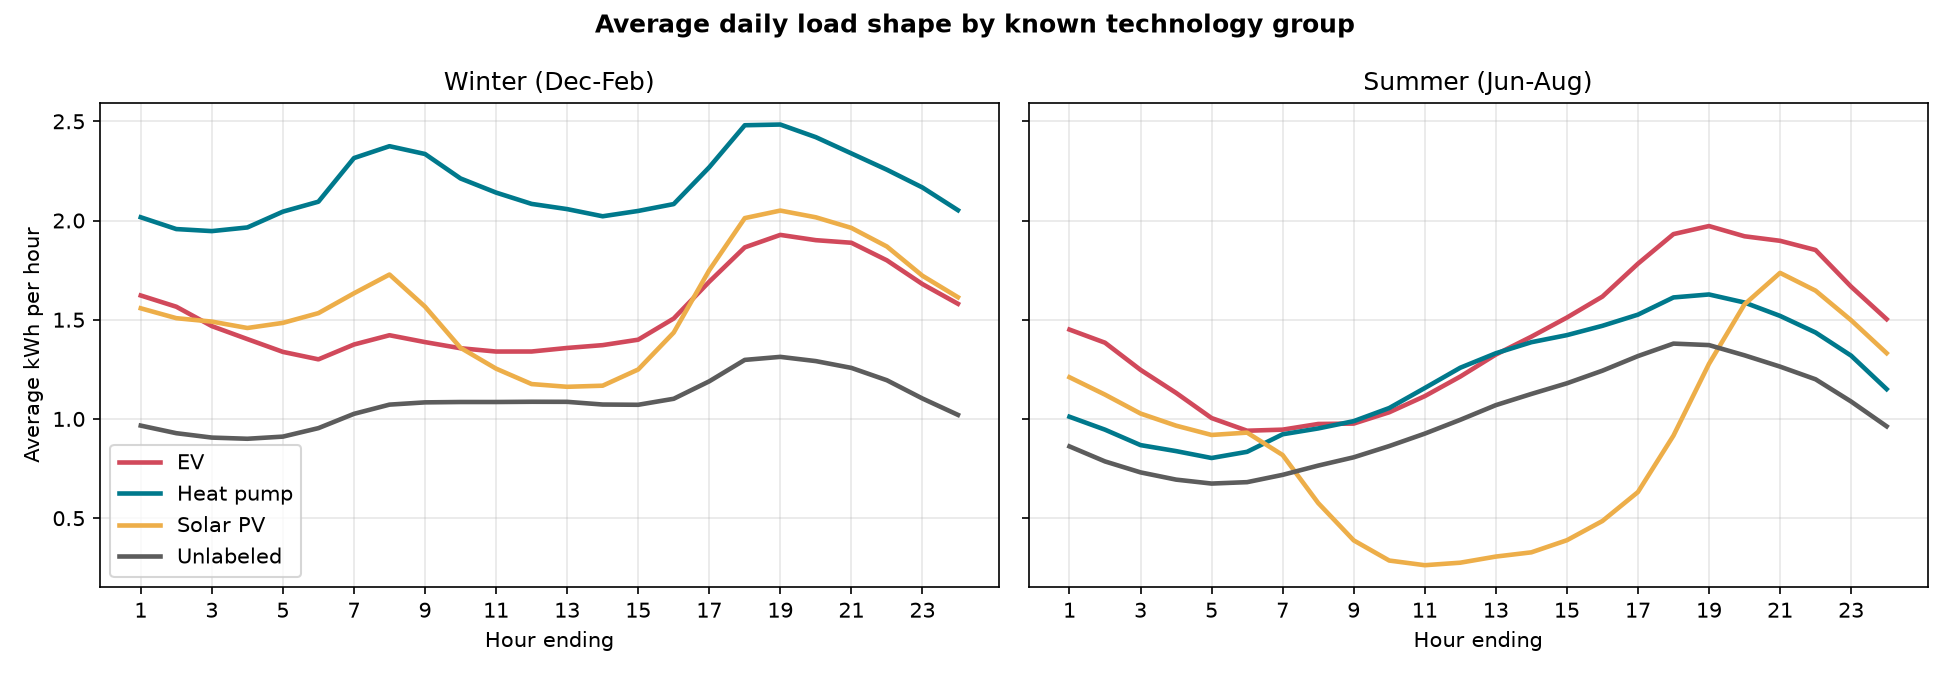 Average daily load shape by known technology group
Winter (Dec-Feb)
Summer (Jun-Aug)
Average kWh per hour
2.5
2.0
1.5
1.0
0.5
EV
Heat pump
Solar PV
Unlabeled
1 3 5 7 9 11 13 15 17 19 21 23
Hour ending
1 3 5 7 9 11 13 15 17 19 21 23
Hour ending